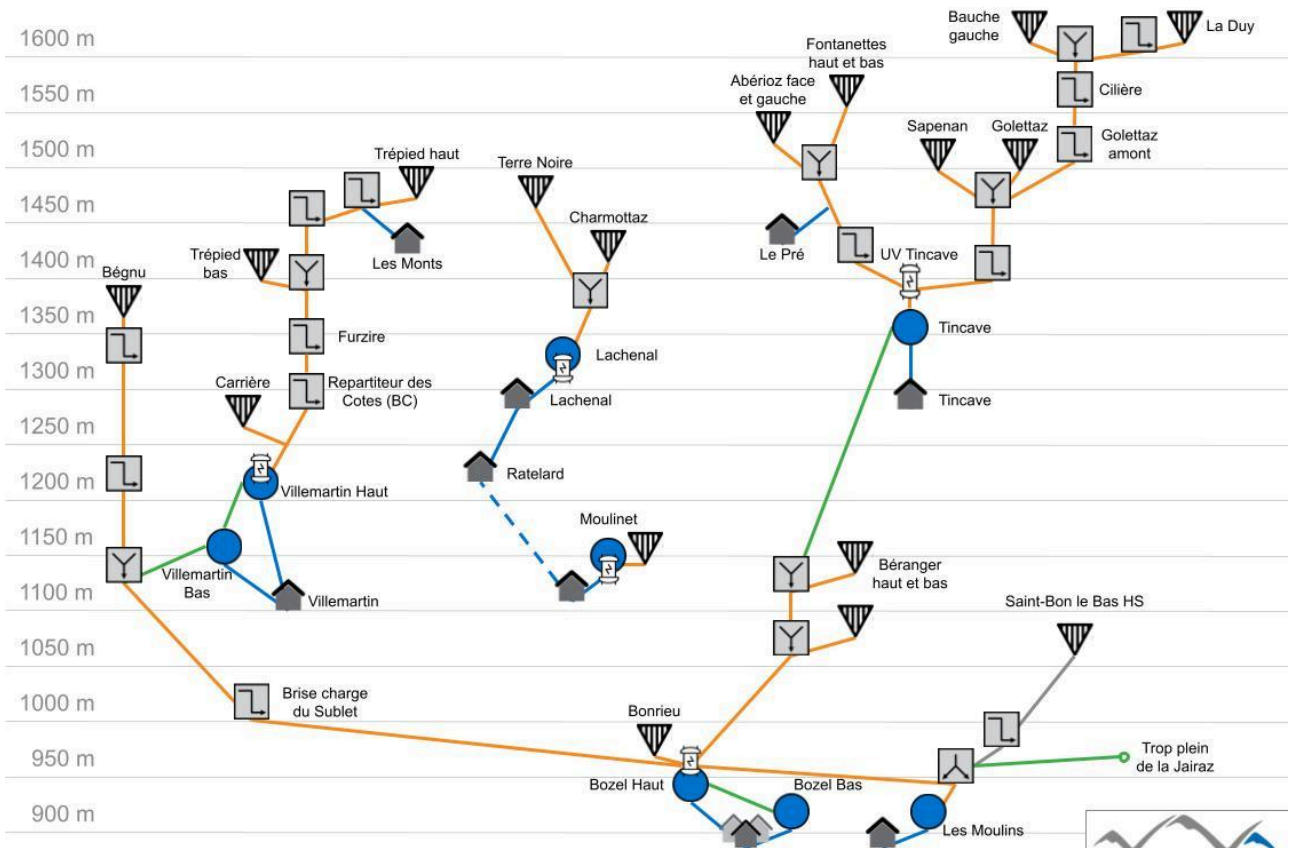 1600 m
1550 m
1500 m
1450 m
1400 m
1350 m
1300 m
1250 m
1200 m
1150 m
1100 m
1050 m
1000 m
950 m
900 m
Bauche
gauche
La Duy
Fontanettes
haut et bas
Abérioz face
et gauche
Cilière
Sapenan
Golettaz
Golettaz
amont
Trépied haut
Terre Noire
Charmottaz
Le Pré
UV Tincave
Les Monts
Trépied
bas
Bégnu
Furzire
Lachenal
Tincave
Carrière
Repartiteur des
Cotes (BC)
Lachenal
Tincave
Ratelard
Villemartin Haut
Moulinet
Villemartin
Bas
Villemartin
Béranger
haut et bas
Saint-Bon le Bas HS
Brise charge
du Sublet
Bonrieu
Trop plein
de la Jairaz
Bozel Haut
Bozel Bas
Les Moulins